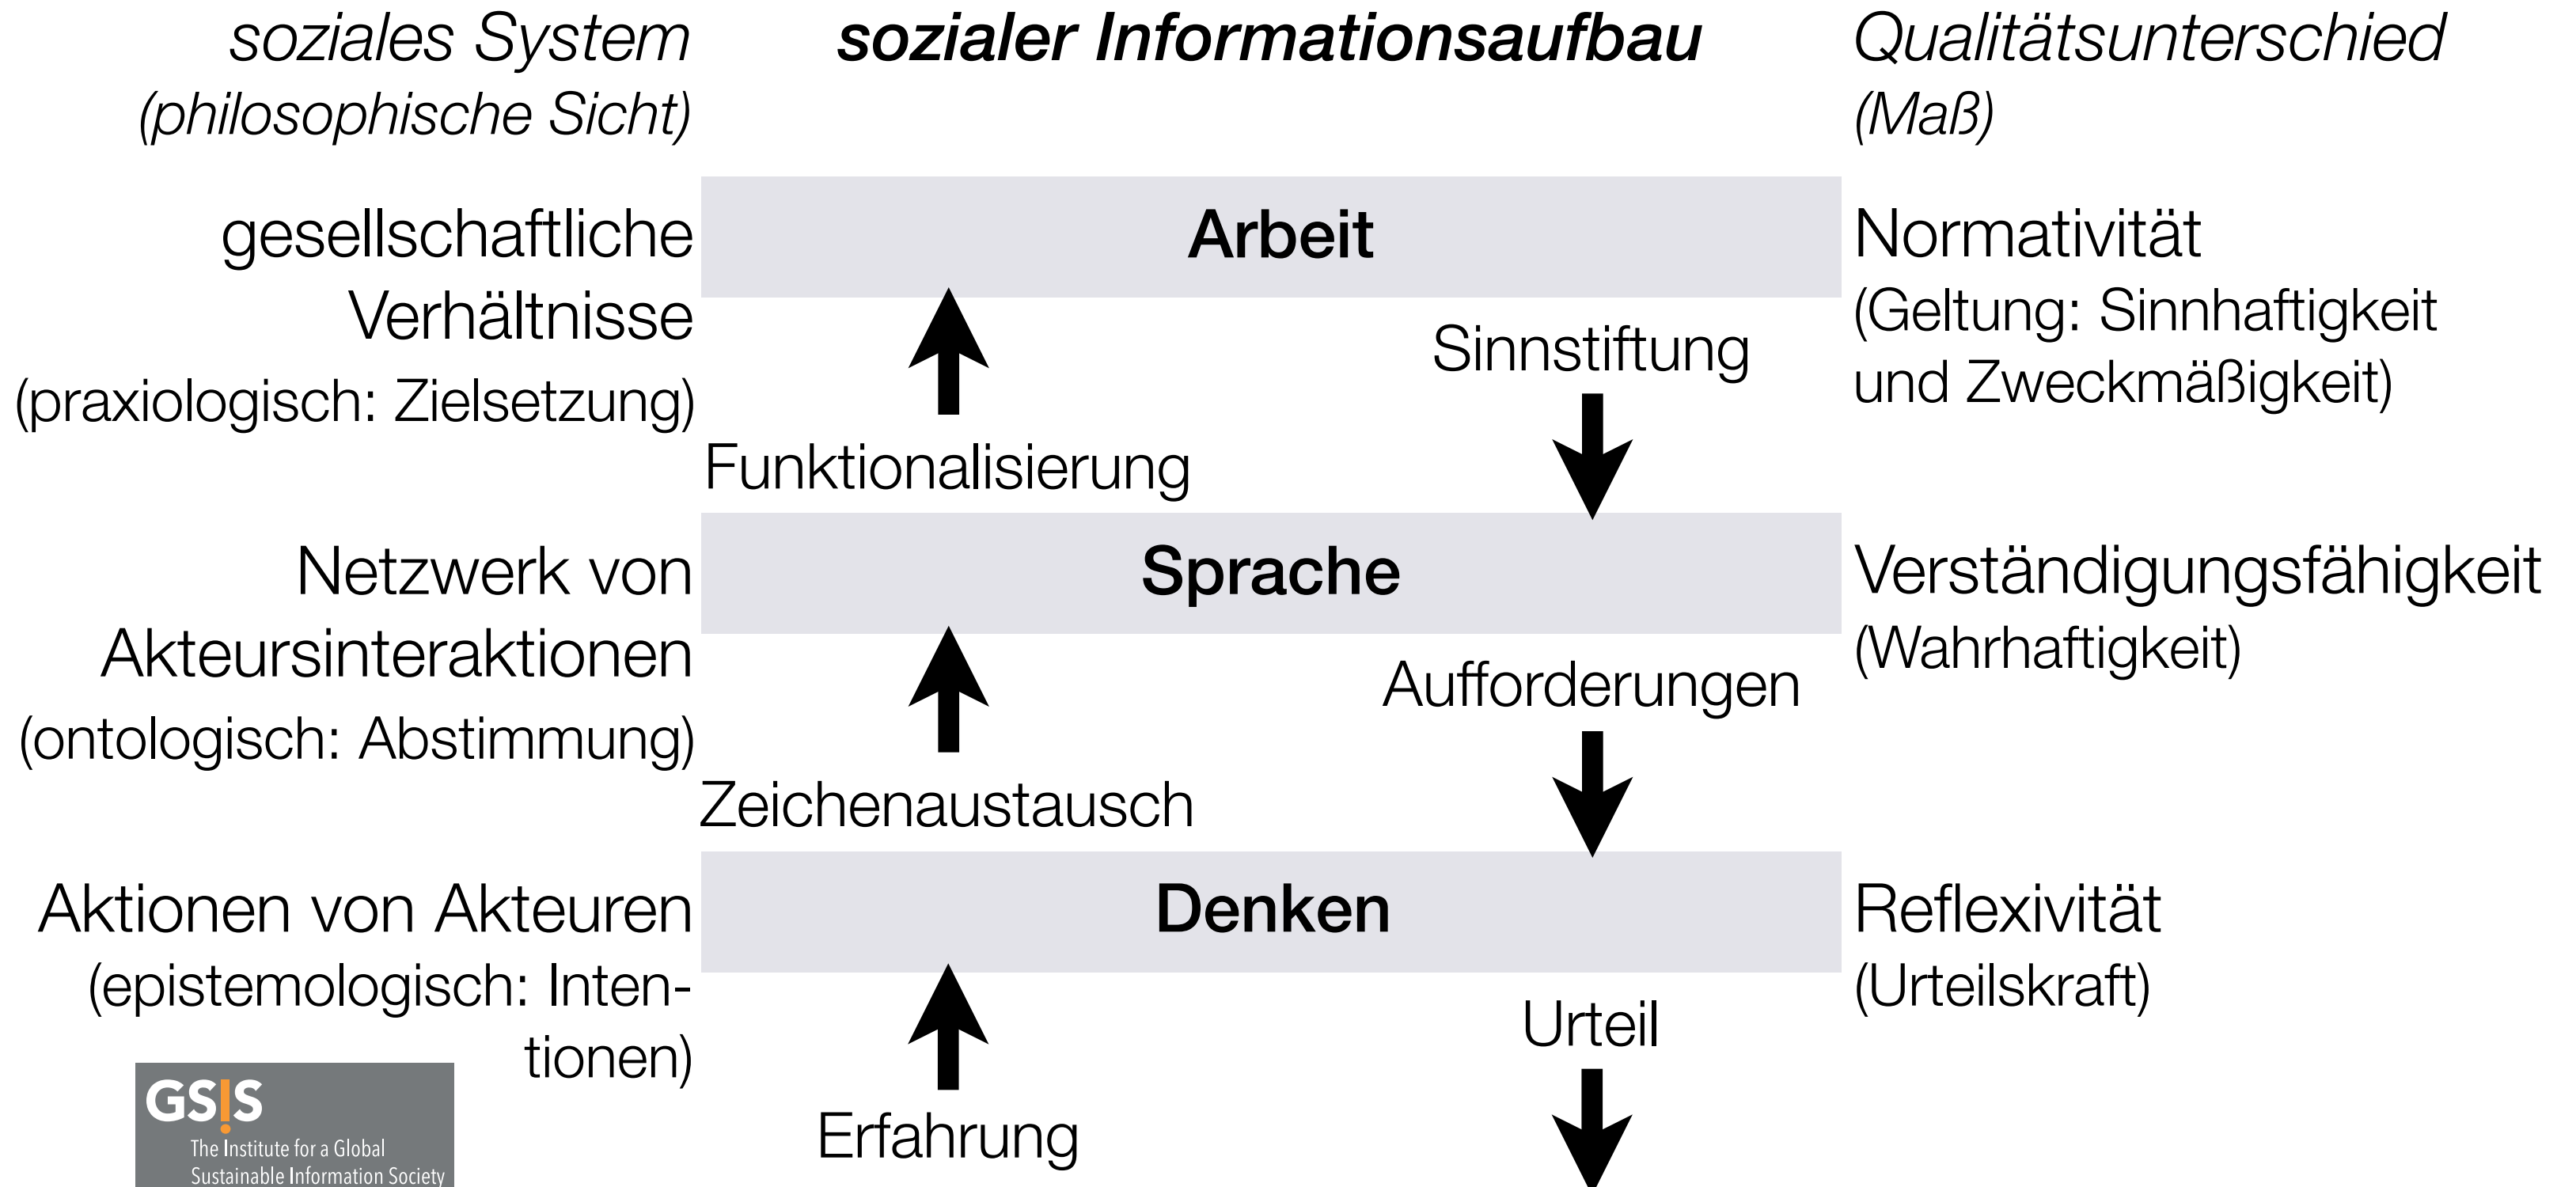 soziales System
(philosophische Sicht)
sozialer Informationsaufbau
Qualitätsunterschied
(Maß)
gesellschaftliche
Verhältnisse
(praxiologisch: Zielsetzung)
Arbeit
Normativität
(Geltung: Sinnhaftigkeit
und Zweckmäßigkeit)
Sinnstiftung
Funktionalisierung
Netzwerk von
Akteursinteraktionen
(ontologisch: Abstimmung)
Sprache
Verständigungsfähigkeit
(Wahrhaftigkeit)
Aufforderungen
Zeichenaustausch
Aktionen von Akteuren
(epistemologisch: Inten-
tionen)
Denken
Reflexivität
(Urteilskraft)
Urteil
Erfahrung
GS!S
The Institute for a Global
Sustainable Information Society